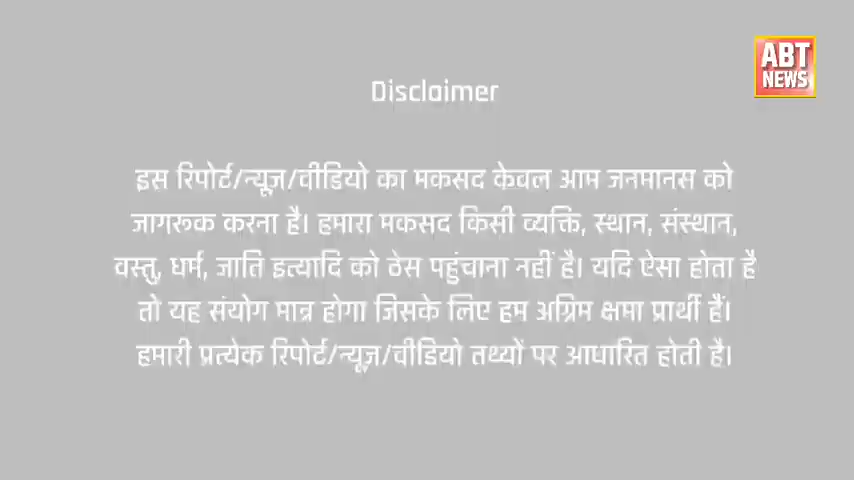 ABT
NEWS
Disclaimer
इस रिपोर्ट/न्यूज़/वीडियो का मकसद केवल आम जनमानस को
जागरूक करना है। हमारा मकसद किसी व्यक्ति, स्थान, संस्थान,
वस्तु, धर्म, जाति इत्यादि को ठेस पहुंचाना नहीं है। यदि ऐसा होता है
तो यह संयोग मात्र होगा जिसके लिए हम अग्रिम क्षमा प्रार्थी हैं।
हमारी प्रत्येक रिपोर्ट/न्यूज़/वीडियो तथ्यों पर आधारित होती है।